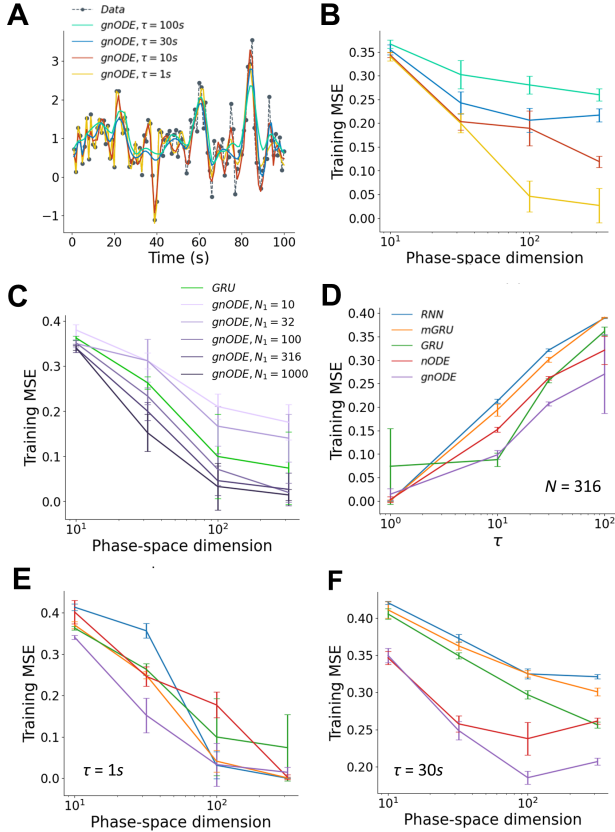 A
Data
gnODE, τ = 100s
gnODE, τ = 30s
gnODE, τ = 10s
gnODE, τ = 1s
3
2
1
0
−1
0 20 40 60 80 100
Time (s)
B
Training MSE
0.35
0.30
0.25
0.20
0.15
0.10
0.05
0.00
10¹ 10²
Phase-space dimension
C
GRU
gnODE, N₁ = 10
gnODE, N₁ = 32
gnODE, N₁ = 100
gnODE, N₁ = 316
gnODE, N₁ = 1000
Training MSE
0.4
0.3
0.2
0.1
0.0
10¹ 10²
Phase-space dimension
D
RNN
mGRU
GRU
nODE
gnODE
Training MSE
0.40
0.35
0.30
0.25
0.20
0.15
0.10
0.05
0.00
N = 316
10⁰ 10¹ 10²
τ
E
Training MSE
0.4
0.3
0.2
0.1
0.0
τ = 1s
10¹ 10²
Phase-space dimension
F
Training MSE
0.40
0.35
0.30
0.25
0.20
τ = 30s
10¹ 10²
Phase-space dimension